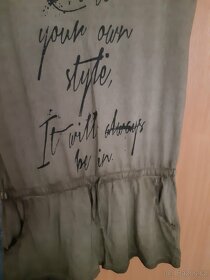 your own
style,
It will always
be in.